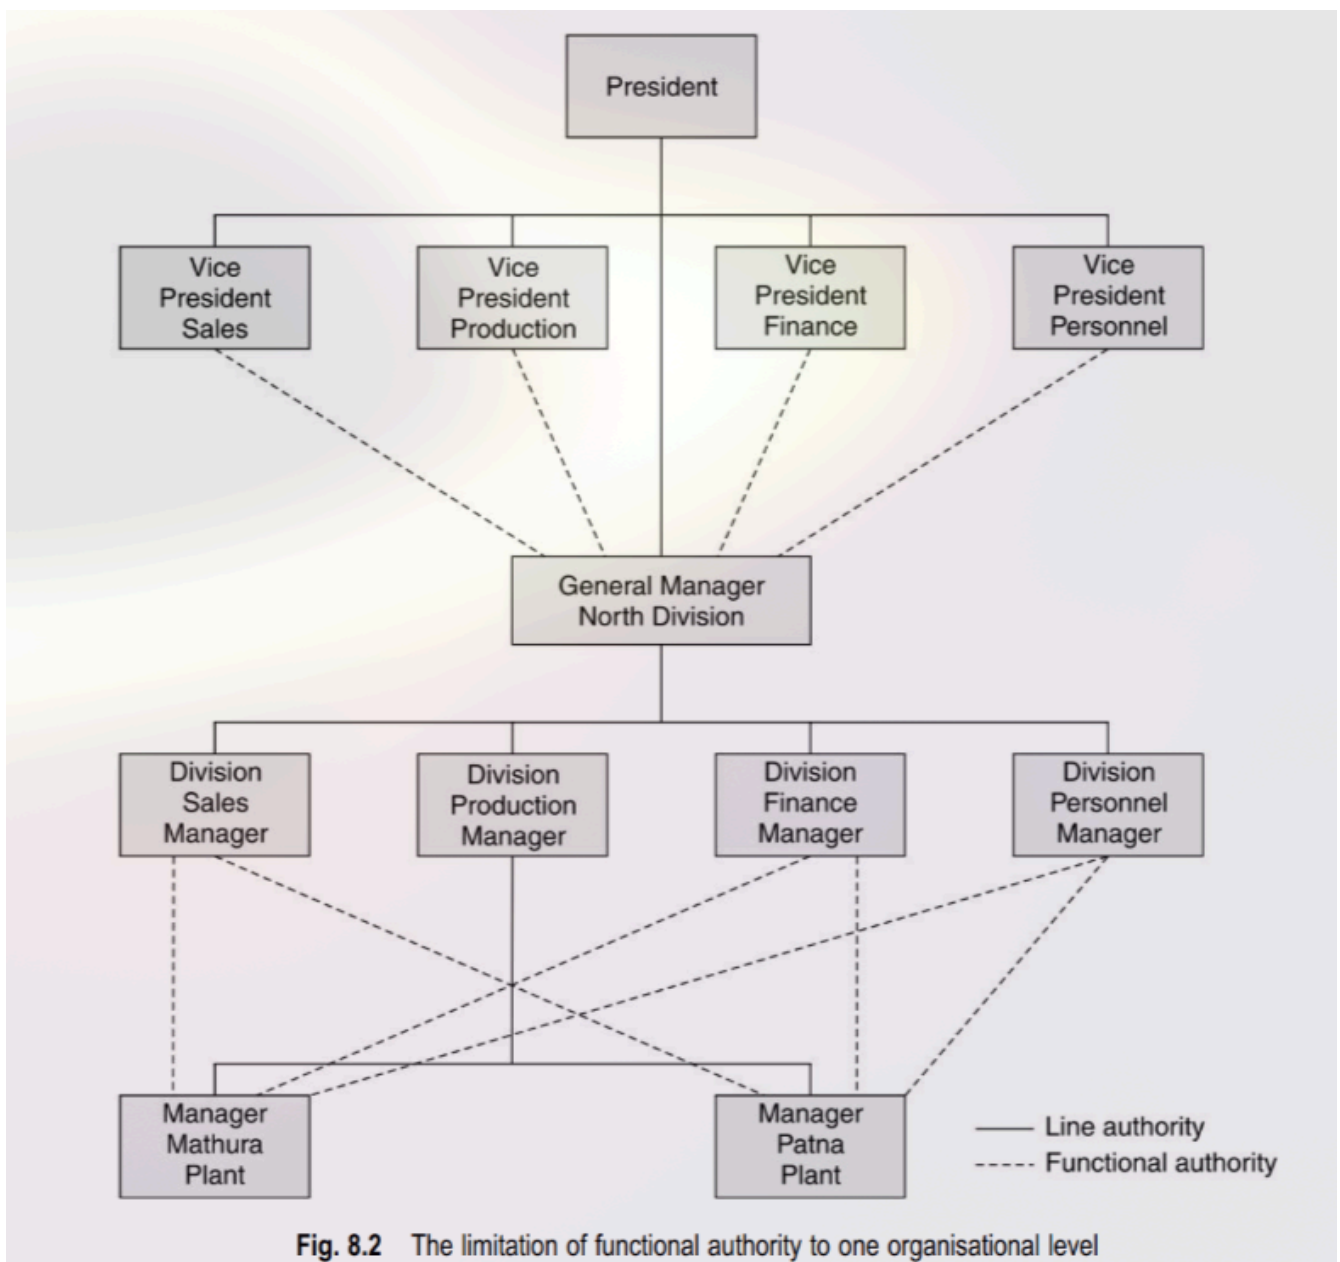 President
Vice
President
Sales
Vice
President
Production
Vice
President
Finance
Vice
President
Personnel
General Manager
North Division
Division
Sales
Manager
Division
Production
Manager
Division
Finance
Manager
Division
Personnel
Manager
Manager
Mathura
Plant
Manager
Patna
Plant
Line authority
Functional authority
Fig. 8.2 The limitation of functional authority to one organisational level